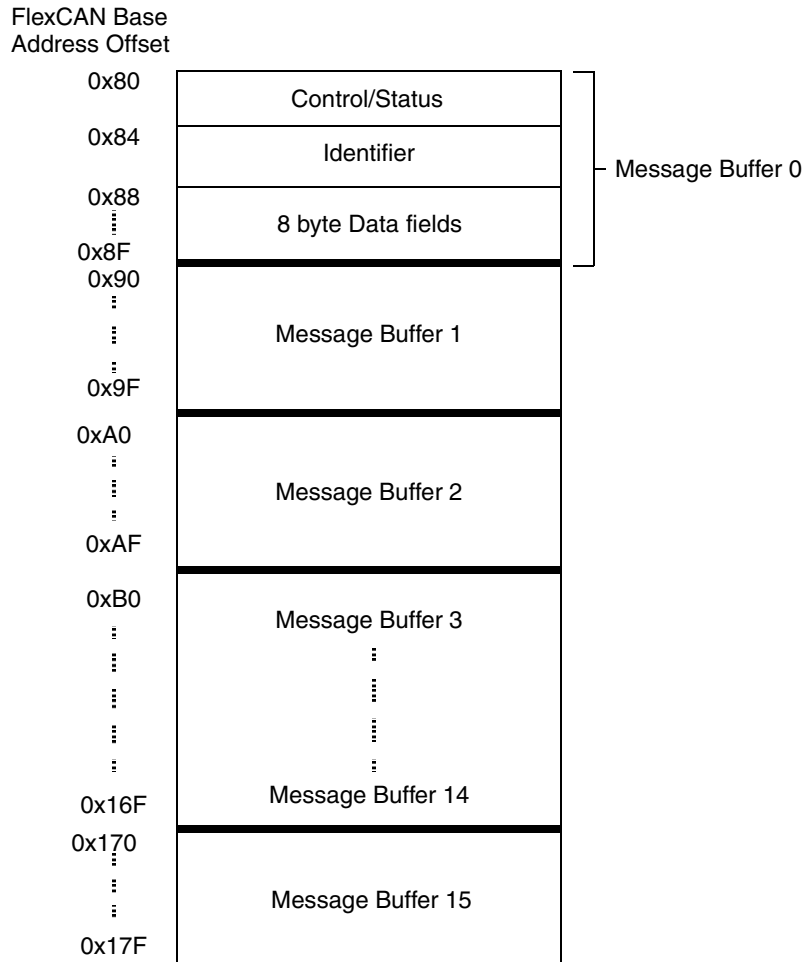 FlexCAN Base
Address Offset
0x80
Control/Status
0x84
Identifier
Message Buffer 0
0x88
8 byte Data fields
0x8F
0x90
Message Buffer 1
0x9F
0xA0
Message Buffer 2
0xAF
0xB0
Message Buffer 3
Message Buffer 14
0x16F
0x170
Message Buffer 15
0x17F